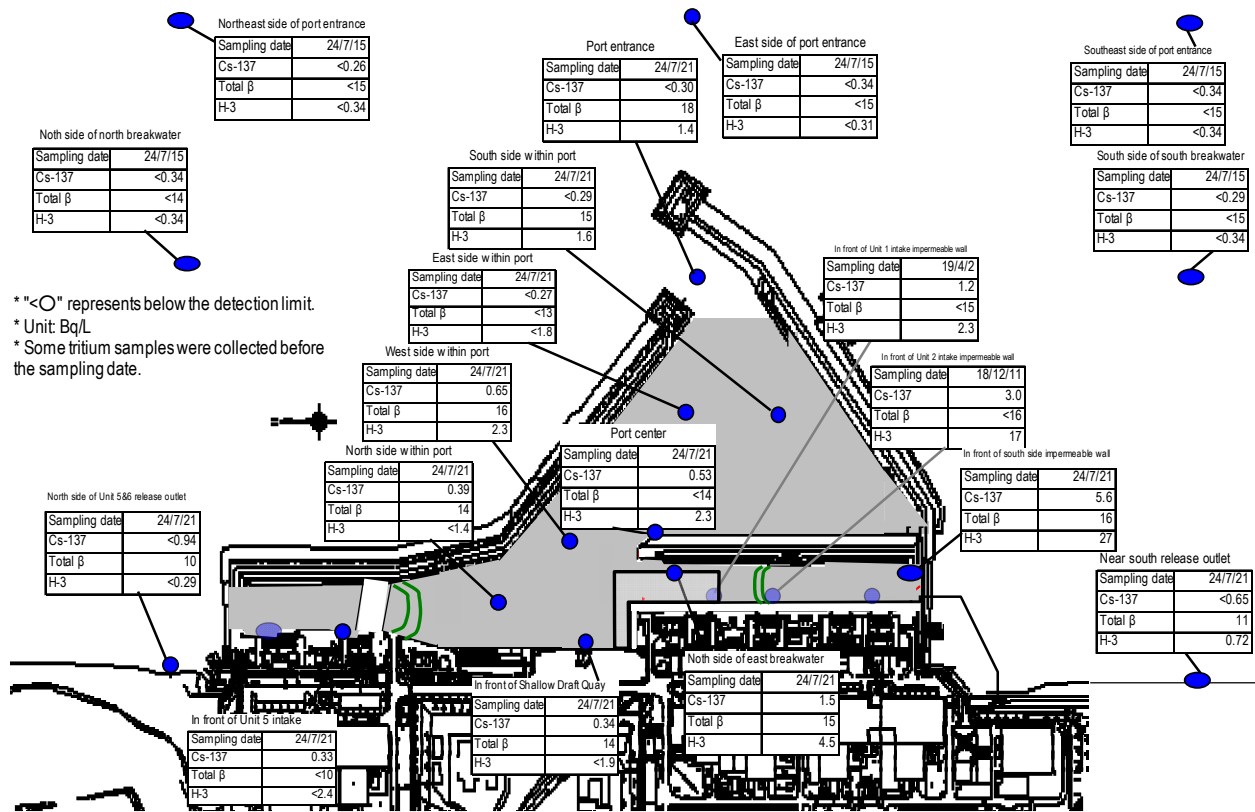 Northeast side of port entrance
Sampling date 24/7/15
Cs-137 <0.26
Total β <15
H-3 <0.34
Port entrance
Sampling date 24/7/21
Cs-137 <0.30
Total β 18
H-3 1.4
East side of port entrance
Sampling date 24/7/15
Cs-137 <0.34
Total β <15
H-3 <0.31
Southeast side of port entrance
Sampling date 24/7/15
Cs-137 <0.34
Total β <15
H-3 <0.34
Noth side of north breakwater
Sampling date 24/7/15
Cs-137 <0.34
Total β <14
H-3 <0.34
South side within port
Sampling date 24/7/21
Cs-137 <0.29
Total β 15
H-3 1.6
South side of south breakwater
Sampling date 24/7/15
Cs-137 <0.29
Total β <15
H-3 <0.34
East side within port
Sampling date 24/7/21
Cs-137 <0.27
Total β <13
H-3 <1.8
In front of Unit 1 intake impermeable wall
Sampling date 19/4/2
Cs-137 1.2
Total β <15
H-3 2.3
* "<○" represents below the detection limit.
* Unit: Bq/L
* Some tritium samples were collected before
the sampling date.
West side within port
Sampling date 24/7/21
Cs-137 0.65
Total β 16
H-3 2.3
In front of Unit 2 intake impermeable wall
Sampling date 18/12/11
Cs-137 3.0
Total β <16
H-3 17
Port center
Sampling date 24/7/21
Cs-137 0.53
Total β <14
H-3 2.3
North side within port
Sampling date 24/7/21
Cs-137 0.39
Total β 14
H-3 <1.4
In front of south side impermeable wall
Sampling date 24/7/21
Cs-137 5.6
Total β 16
H-3 27
North side of Unit 5&6 release outlet
Sampling date 24/7/21
Cs-137 <0.94
Total β 10
H-3 <0.29
Near south release outlet
Sampling date 24/7/21
Cs-137 <0.65
Total β 11
H-3 0.72
Noth side of east breakwater
Sampling date 24/7/21
Cs-137 1.5
Total β 15
H-3 4.5
In front of Shallow Draft Quay
Sampling date 24/7/21
Cs-137 0.34
Total β 14
H-3 <1.9
In front of Unit 5 intake
Sampling date 24/7/21
Cs-137 0.33
Total β <10
H-3 <2.4